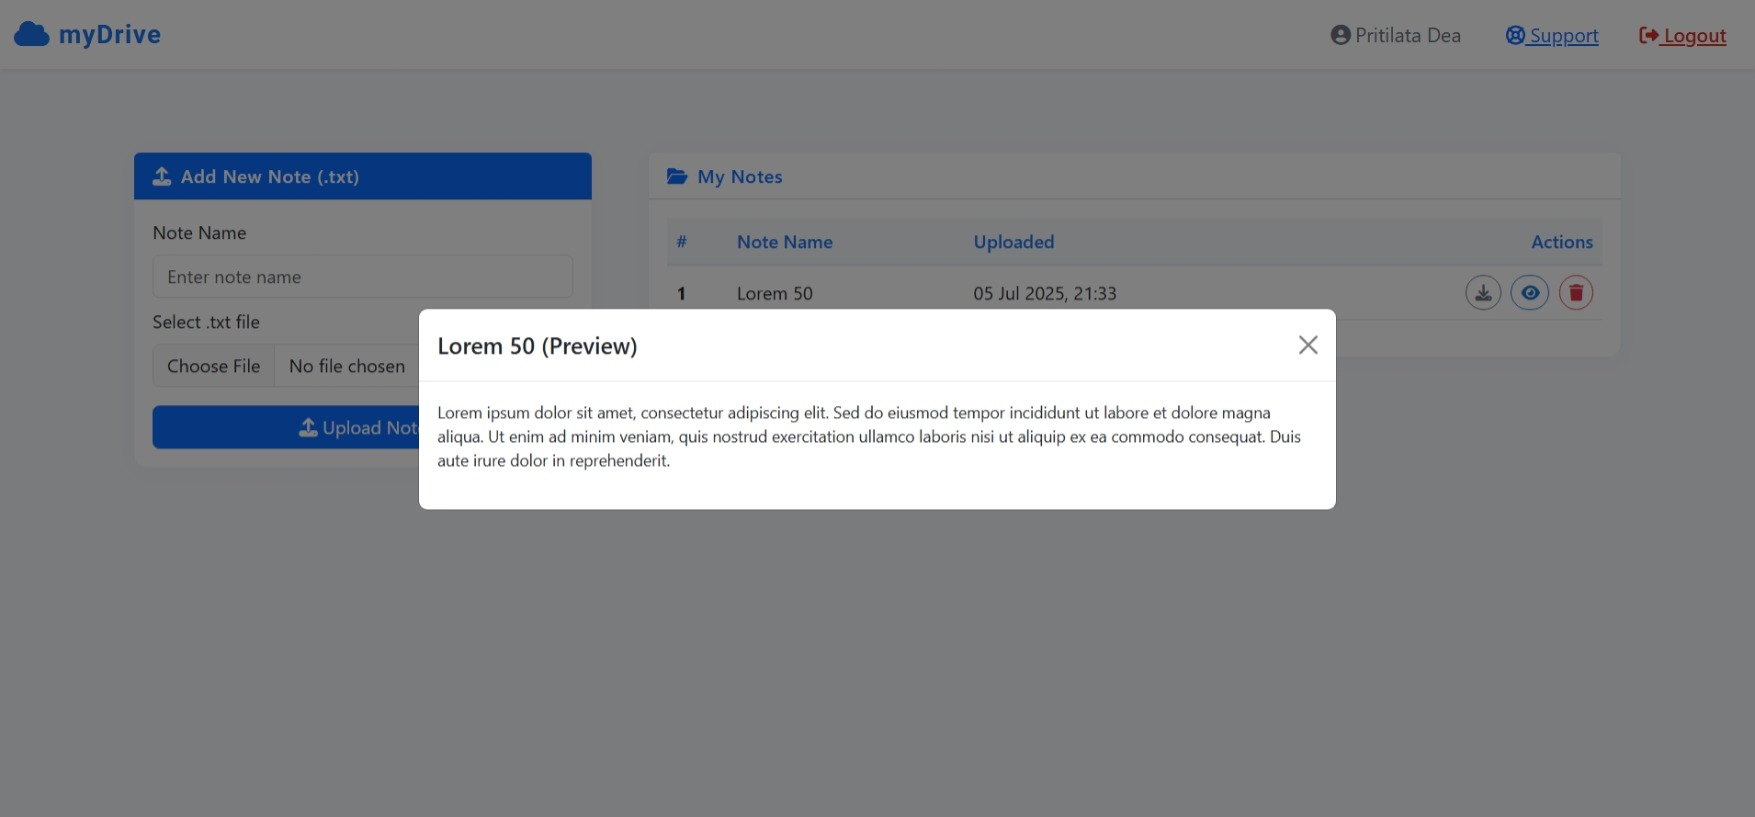 myDrive
Pritilata Dea
Support
Logout
Add New Note (.txt)
Note Name
Enter note name
Select .txt file
Choose File No file chosen
Upload Not
My Notes
# Note Name Uploaded Actions
1 Lorem 50 05 Jul 2025, 21:33
Lorem 50 (Preview)
Lorem ipsum dolor sit amet, consectetur adipiscing elit. Sed do eiusmod tempor incididunt ut labore et dolore magna
aliqua. Ut enim ad minim veniam, quis nostrud exercitation ullamco laboris nisi ut aliquip ex ea commodo consequat. Duis
aute irure dolor in reprehenderit.